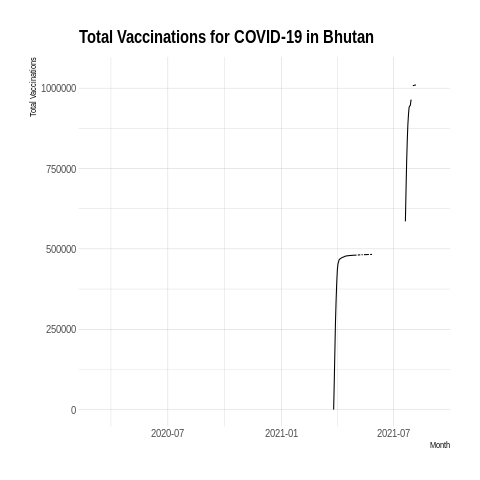 Total Vaccinations for COVID-19 in Bhutan
Total Vaccinations
1000000
750000
500000
250000
0
2020-07 2021-01 2021-07
Month